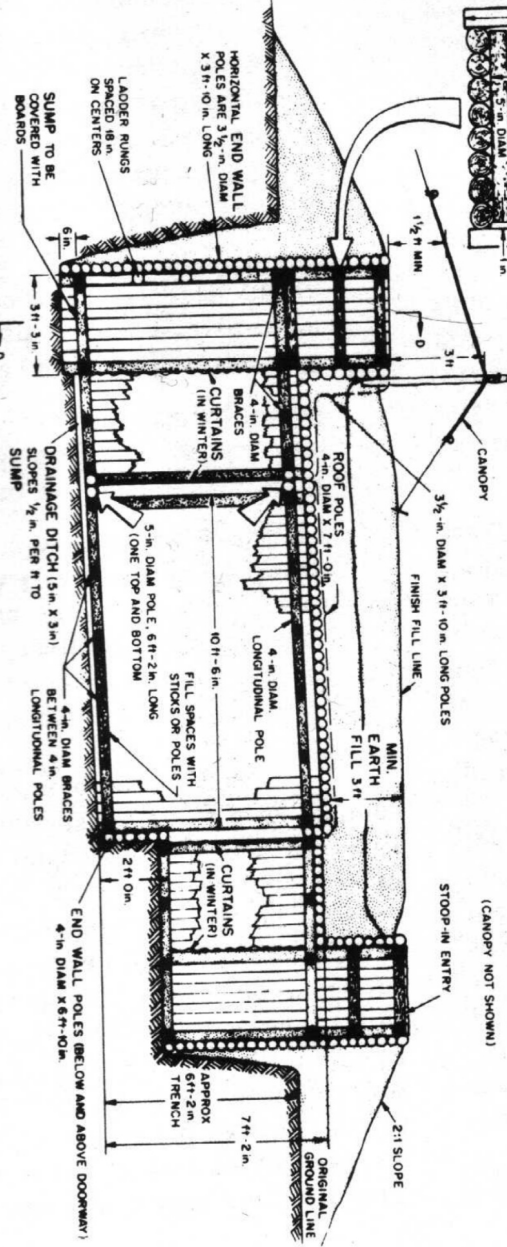 5-in. DIAM
1 in.
1½ ft MIN
3 ft
CANOPY
(CANOPY NOT SHOWN)
HORIZONTAL END WALL
POLES ARE 3½-in. DIAM
X 3 ft-10 in. LONG
LADDER RUNGS
SPACED 18 in.
ON CENTERS
SUMP TO BE
COVERED WITH
BOARDS
6 in.
3 ft-3 in.
D
D
3½-in. DIAM X 3 ft-10 in. LONG POLES
FINISH FILL LINE
STOOP-IN ENTRY
2:1 SLOPE
MIN.
EARTH
FILL 3 ft
ROOF POLES
4-in. DIAM X 7 ft-0 in.
4-in. DIAM
BRACES
CURTAINS
(IN WINTER)
4-in. DIAM.
LONGITUDINAL POLE
10 ft-6 in.
5-in. DIAM POLE, 6 ft-2 in. LONG
(ONE TOP AND BOTTOM)
FILL SPACES WITH
STICKS OR POLES
CURTAINS
(IN WINTER)
ORIGINAL
GROUND LINE
7 ft-2 in.
APPROX
6 ft-2 in.
TRENCH
2 ft 0 in.
DRAINAGE DITCH (5 in. X 3 in.)
SLOPES ½ in. PER ft TO
SUMP
4-in. DIAM BRACES
BETWEEN 4 in.
LONGITUDINAL POLES
END WALL POLES (BELOW AND ABOVE DOORWAY)
4-in DIAM X 6 ft-10 in.